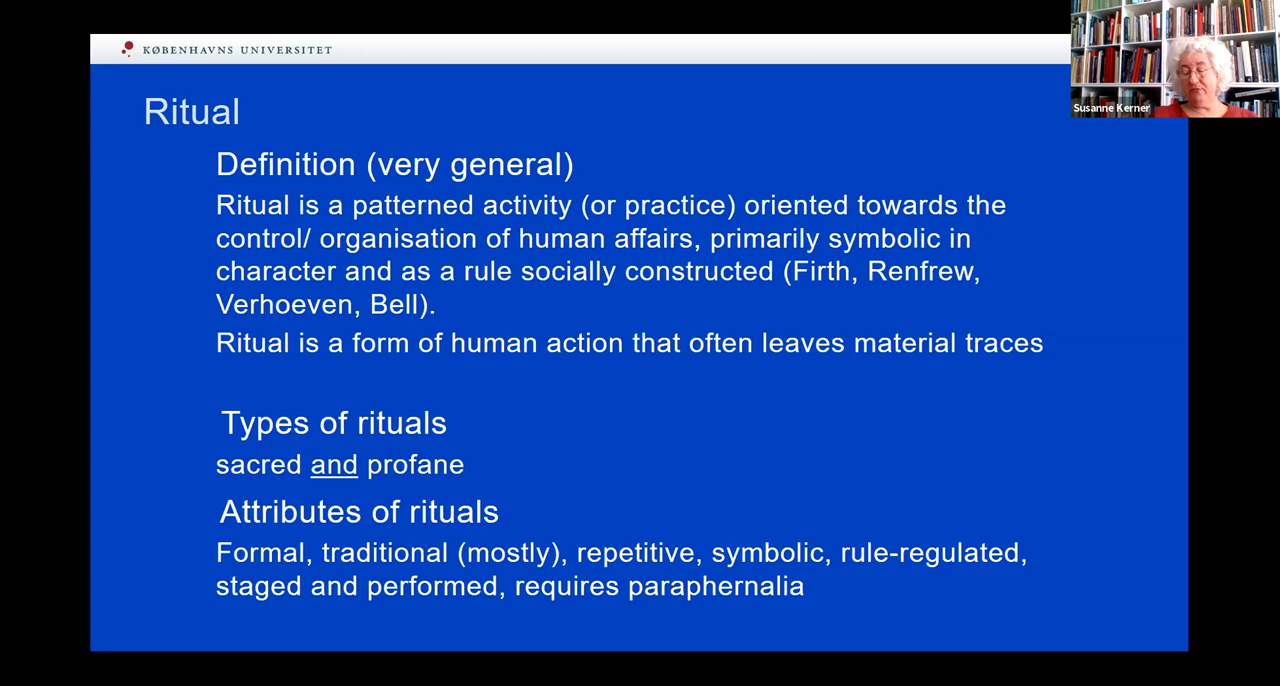 KØBENHAVNS UNIVERSITET
Susanne Kerner
Ritual
Definition (very general)
Ritual is a patterned activity (or practice) oriented towards the
control/ organisation of human affairs, primarily symbolic in
character and as a rule socially constructed (Firth, Renfrew,
Verhoeven, Bell).
Ritual is a form of human action that often leaves material traces
Types of rituals
sacred and profane
Attributes of rituals
Formal, traditional (mostly), repetitive, symbolic, rule-regulated,
staged and performed, requires paraphernalia